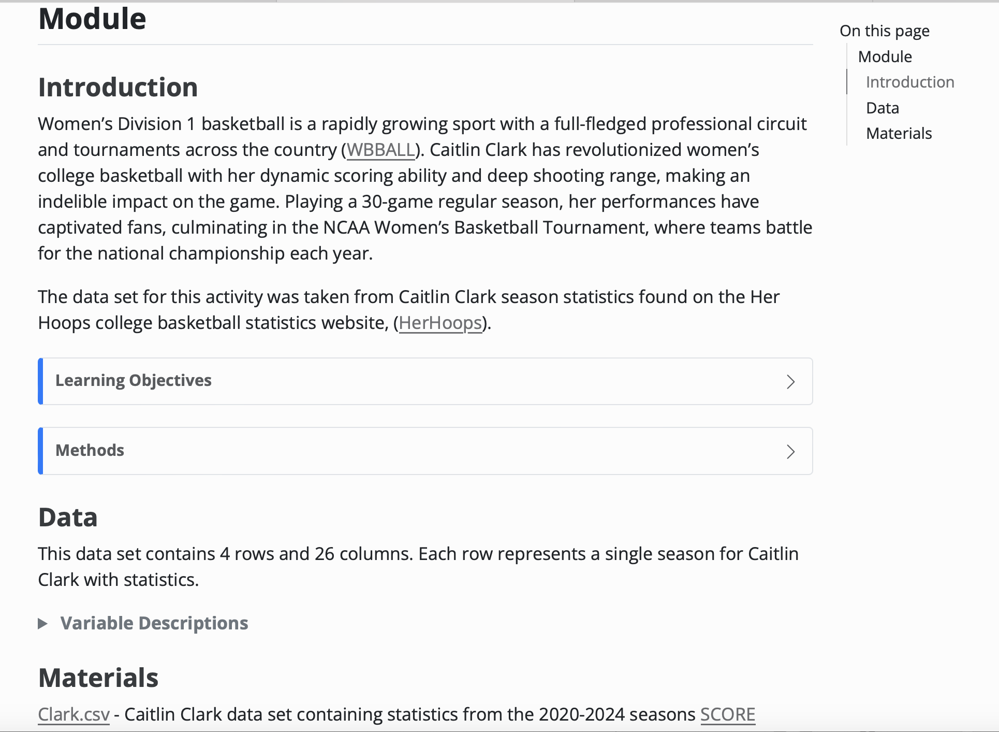 Module
On this page
Module
Introduction
Data
Materials
Introduction
Women’s Division 1 basketball is a rapidly growing sport with a full-fledged professional circuit
and tournaments across the country (WBBALL). Caitlin Clark has revolutionized women’s
college basketball with her dynamic scoring ability and deep shooting range, making an
indelible impact on the game. Playing a 30-game regular season, her performances have
captivated fans, culminating in the NCAA Women’s Basketball Tournament, where teams battle
for the national championship each year.
The data set for this activity was taken from Caitlin Clark season statistics found on the Her
Hoops college basketball statistics website, (HerHoops).
Learning Objectives
Methods
Data
This data set contains 4 rows and 26 columns. Each row represents a single season for Caitlin
Clark with statistics.
Variable Descriptions
Materials
Clark.csv - Caitlin Clark data set containing statistics from the 2020-2024 seasons SCORE